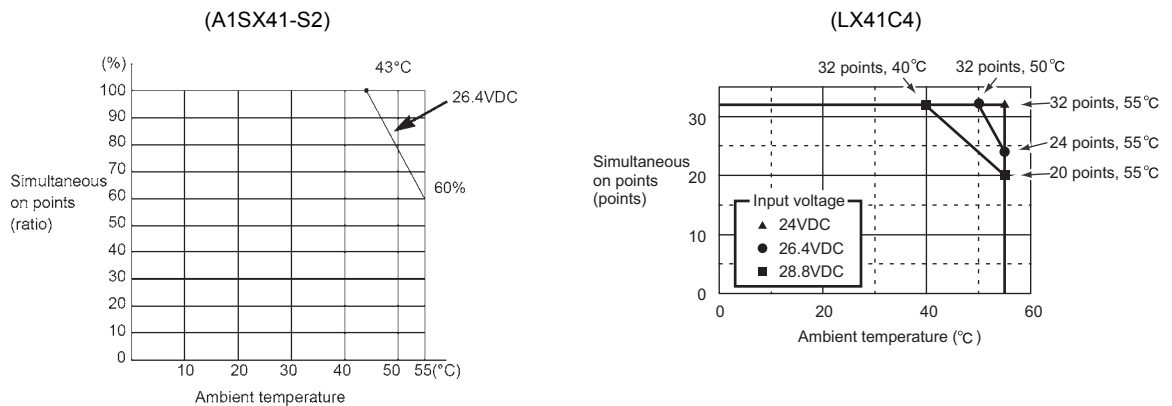 (A1SX41-S2)
(%)
43°C
26.4VDC
100
90
80
70
60
50
40
30
20
10
0
60%
Simultaneous
on points
(ratio)
10 20 30 40 50 55(°C)
Ambient temperature
(LX41C4)
32 points, 40°C 32 points, 50°C
32 points, 55°C
24 points, 55°C
20 points, 55°C
30
20
10
0
Simultaneous
on points
(points)
Input voltage
24VDC
26.4VDC
28.8VDC
0 20 40 60
Ambient temperature (°C)